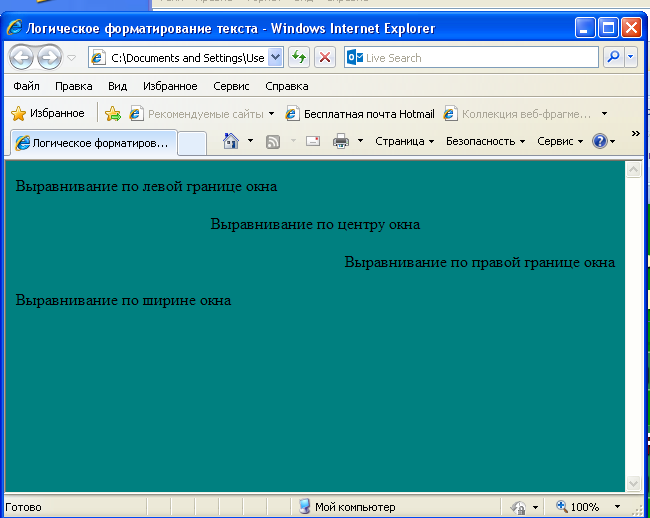 Логическое форматирование текста - Windows Internet Explorer
C:\Documents and Settings\Use
Live Search
Файл Правка Вид Избранное Сервис Справка
Избранное Рекомендуемые сайты Бесплатная почта Hotmail Коллекция веб-фрагме...
Логическое форматиров... Страница Безопасность Сервис »
Выравнивание по левой границе окна
Выравнивание по центру окна
Выравнивание по правой границе окна
Выравнивание по ширине окна
Готово Мой компьютер 100%